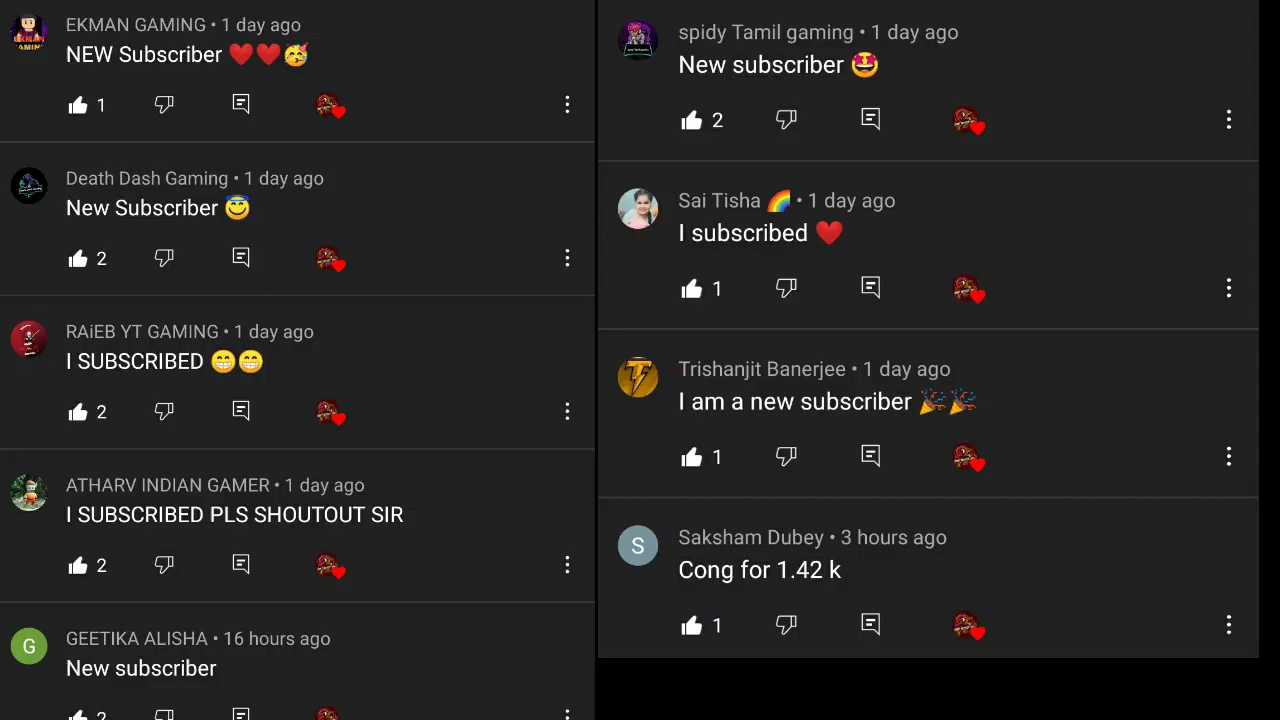 EKMAN GAMING • 1 day ago
NEW Subscriber ❤️❤️🥳
1
Death Dash Gaming • 1 day ago
New Subscriber 😇
2
RAiEB YT GAMING • 1 day ago
I SUBSCRIBED 😁😁
2
ATHARV INDIAN GAMER • 1 day ago
I SUBSCRIBED PLS SHOUTOUT SIR
2
G
GEETIKA ALISHA • 16 hours ago
New subscriber
2
spidy Tamil gaming • 1 day ago
New subscriber 🤩
2
Sai Tisha 🌈 • 1 day ago
I subscribed ❤️
1
Trishanjit Banerjee • 1 day ago
I am a new subscriber 🎉🎉
1
S
Saksham Dubey • 3 hours ago
Cong for 1.42 k
1